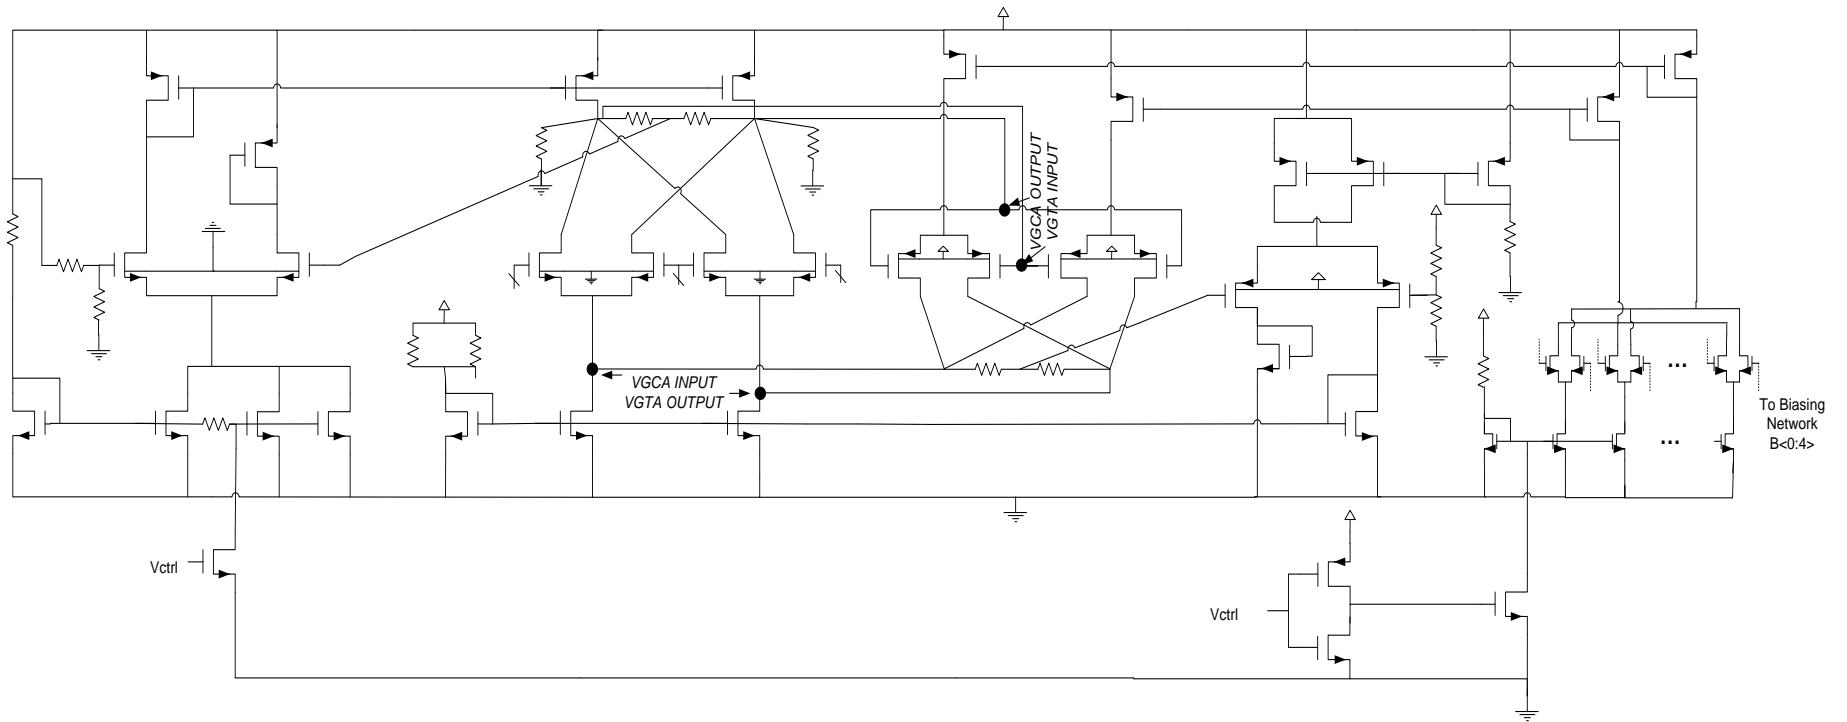 VGCA OUTPUT
VGTA INPUT
VGCA INPUT
VGTA OUTPUT
...
To Biasing
Network
B<0:4>
...
Vctrl
Vctrl